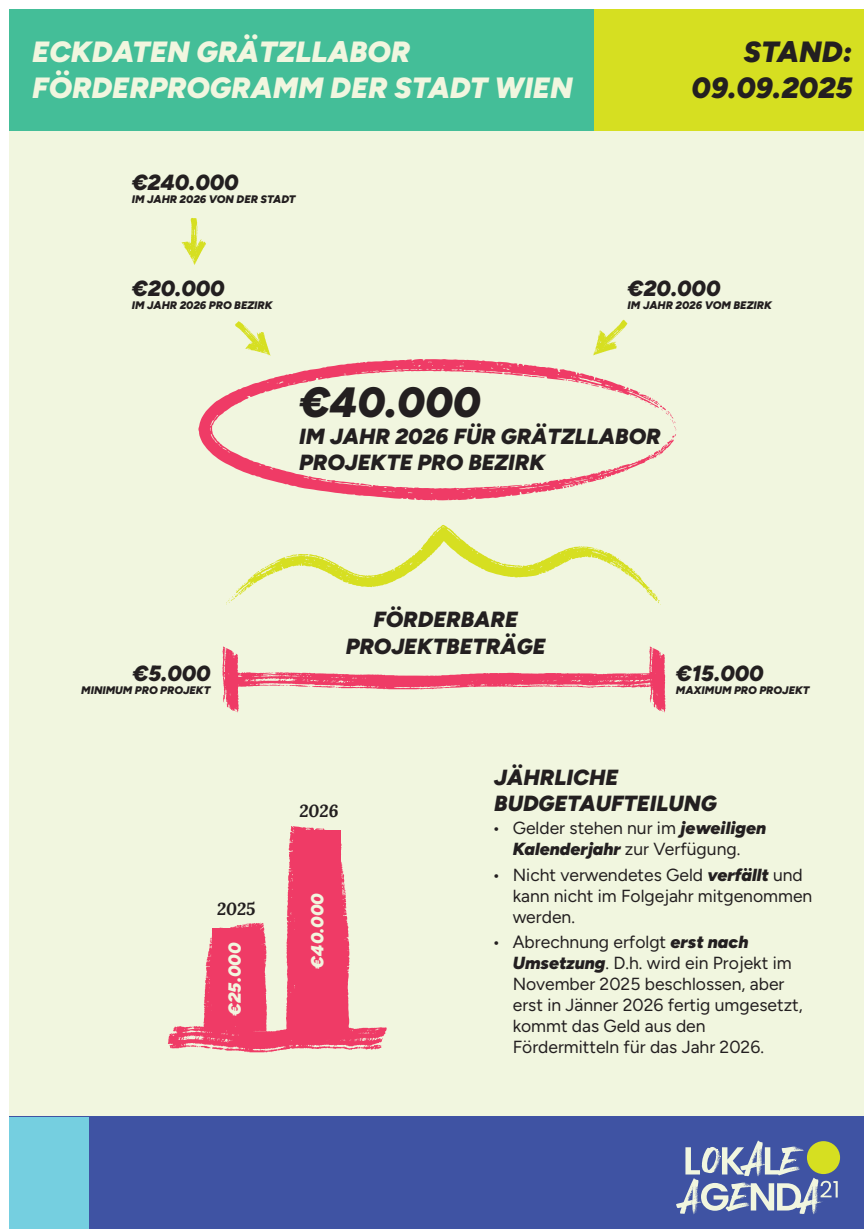 ECKDATEN GRÄTZLLABOR
FÖRDERPROGRAMM DER STADT WIEN
STAND:
09.09.2025
€240.000
IM JAHR 2026 VON DER STADT
€20.000
IM JAHR 2026 PRO BEZIRK
€20.000
IM JAHR 2026 VOM BEZIRK
€40.000
IM JAHR 2026 FÜR GRÄTZLLABOR
PROJEKTE PRO BEZIRK
FÖRDERBARE
PROJEKTBETRÄGE
€5.000
MINIMUM PRO PROJEKT
€15.000
MAXIMUM PRO PROJEKT
2025
€25.000
2026
€40.000
JÄHRLICHE
BUDGETAUFTEILUNG
• Gelder stehen nur im jeweiligen
Kalenderjahr zur Verfügung.
• Nicht verwendetes Geld verfällt und
kann nicht im Folgejahr mitgenommen
werden.
• Abrechnung erfolgt erst nach
Umsetzung. D.h. wird ein Projekt im
November 2025 beschlossen, aber
erst in Jänner 2026 fertig umgesetzt,
kommt das Geld aus den
Fördermitteln für das Jahr 2026.
LOKALE
AGENDA21